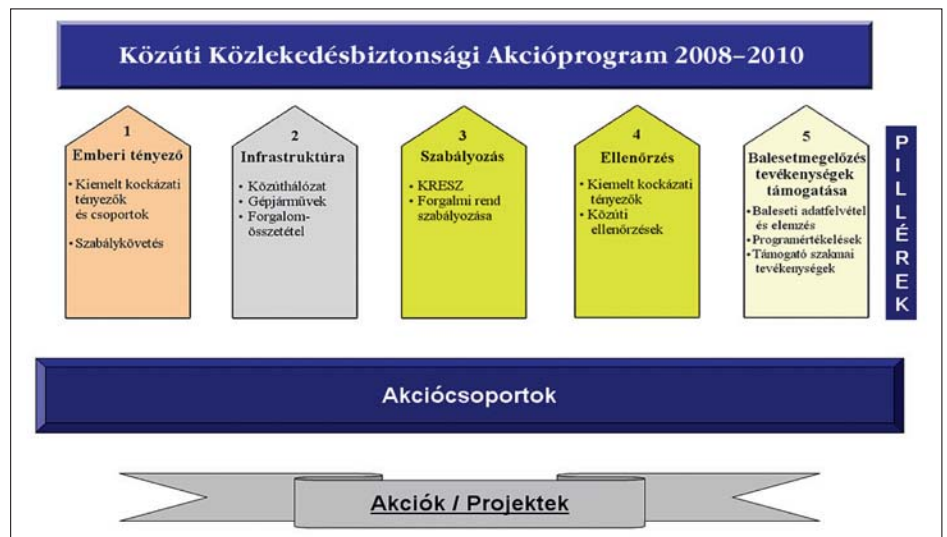 Közúti Közlekedésbiztonsági Akcióprogram 2008–2010
1
Emberi tényező
• Kiemelt kockázati
tényezők
és csoportok
• Szabálykövetés
2
Infrastruktúra
• Közúthálózat
• Gépjárművek
• Forgalom-
összetétel
3
Szabályozás
• KRESZ
• Forgalmi rend
szabályozása
4
Ellenőrzés
• Kiemelt kockázati
tényezők
• Közúti
ellenőrzések
5
Balesetmegelőzés
tevékenységek
támogatása
• Baleseti adatfelvétel
és elemzés
• Programértékelések
• Támogató szakmai
tevékenységek
PILLÉREK
Akciócsoportok
Akciók / Projektek